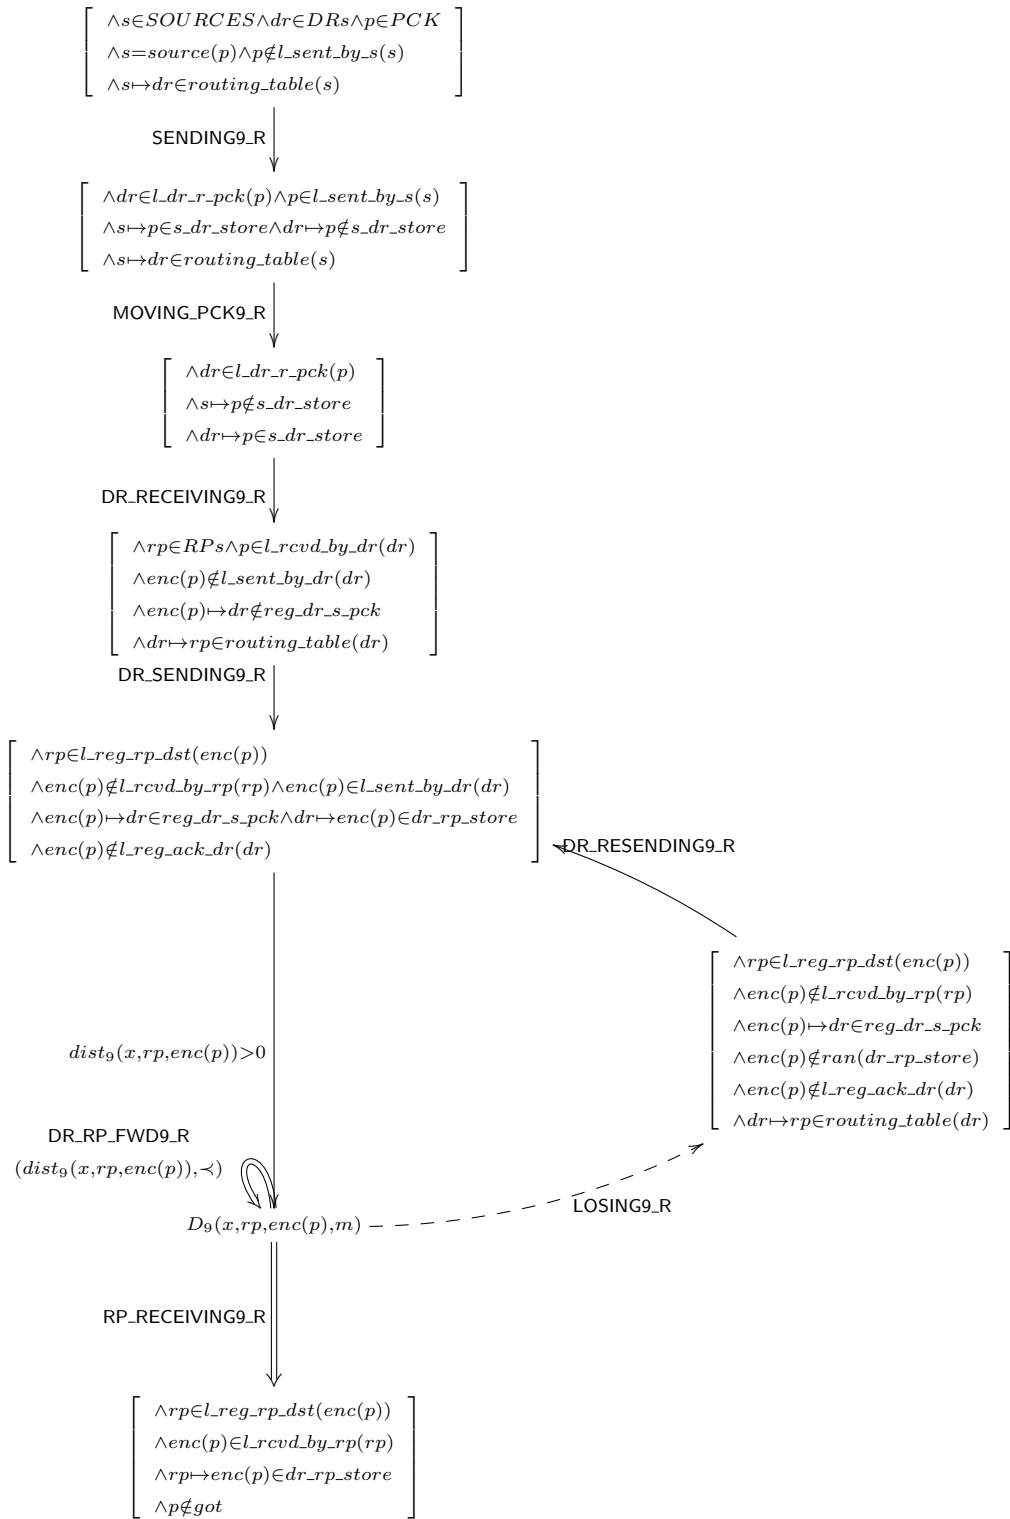 ∧s∈SOURCES∧dr∈DRs∧p∈PCK
∧s=source(p)∧p∉l_sent_by_s(s)
∧s↦dr∈routing_table(s)
SENDING9_R
∧dr∈l_dr_r_pck(p)∧p∈l_sent_by_s(s)
∧s↦p∈s_dr_store∧dr↦p∉s_dr_store
∧s↦dr∈routing_table(s)
MOVING_PCK9_R
∧dr∈l_dr_r_pck(p)
∧s↦p∉s_dr_store
∧dr↦p∈s_dr_store
DR_RECEIVING9_R
∧rp∈RPs∧p∈l_rcvd_by_dr(dr)
∧enc(p)∉l_sent_by_dr(dr)
∧enc(p)↦dr∉reg_dr_s_pck
∧dr↦rp∈routing_table(dr)
DR_SENDING9_R
∧rp∈l_reg_rp_dst(enc(p))
∧enc(p)∉l_rcvd_by_rp(rp)∧enc(p)∈l_sent_by_dr(dr)
∧enc(p)↦dr∈reg_dr_s_pck∧dr↦enc(p)∈dr_rp_store
∧enc(p)∉l_reg_ack_dr(dr)
DR_RESENDING9_R
∧rp∈l_reg_rp_dst(enc(p))
∧enc(p)∉l_rcvd_by_rp(rp)
∧enc(p)↦dr∈reg_dr_s_pck
∧enc(p)∉ran(dr_rp_store)
∧enc(p)∉l_reg_ack_dr(dr)
∧dr↦rp∈routing_table(dr)
dist₉(x,rp,enc(p))>0
DR_RP_FWD9_R
(dist₉(x,rp,enc(p)),≺)
LOSING9_R
D₉(x,rp,enc(p),m)
RP_RECEIVING9_R
∧rp∈l_reg_rp_dst(enc(p))
∧enc(p)∈l_rcvd_by_rp(rp)
∧rp↦enc(p)∈dr_rp_store
∧p∉got